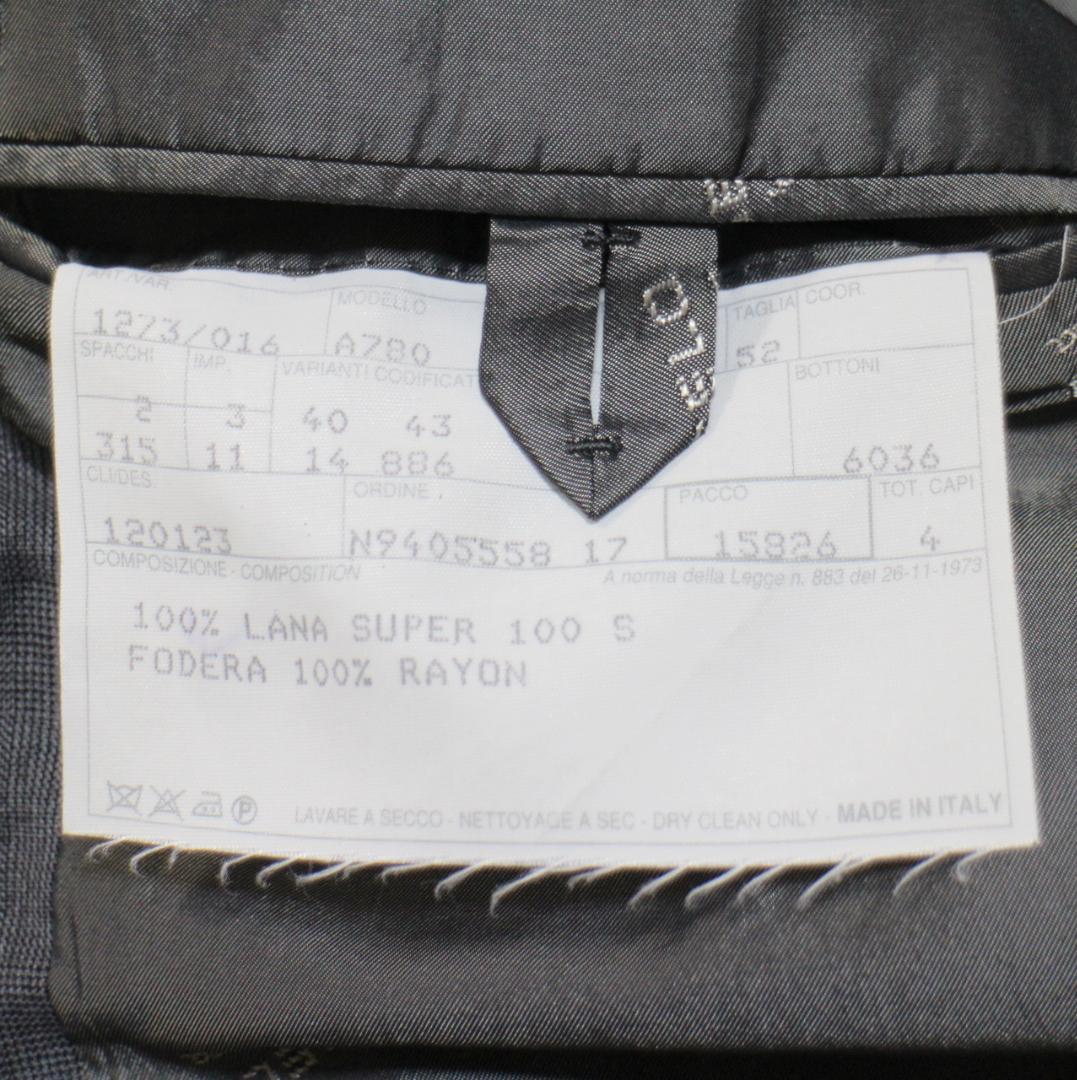 ART./VAR. MODELLO TAGLIA COOR.
1273/016 A780 52
SPACCHI IMP. VARIANTI CODIFICAT BOTTONI
2 3 40 43
315 11 14 886 6036
CLI/DES. ORDINE PACCO TOT. CAPI
120123 N9405558 17 15826 4
COMPOSIZIONE - COMPOSITION A norma della Legge n. 883 del 26-11-1973
100% LANA SUPER 100 S
FODERA 100% RAYON
P LAVARE A SECCO - NETTOYAGE A SEC - DRY CLEAN ONLY - MADE IN ITALY